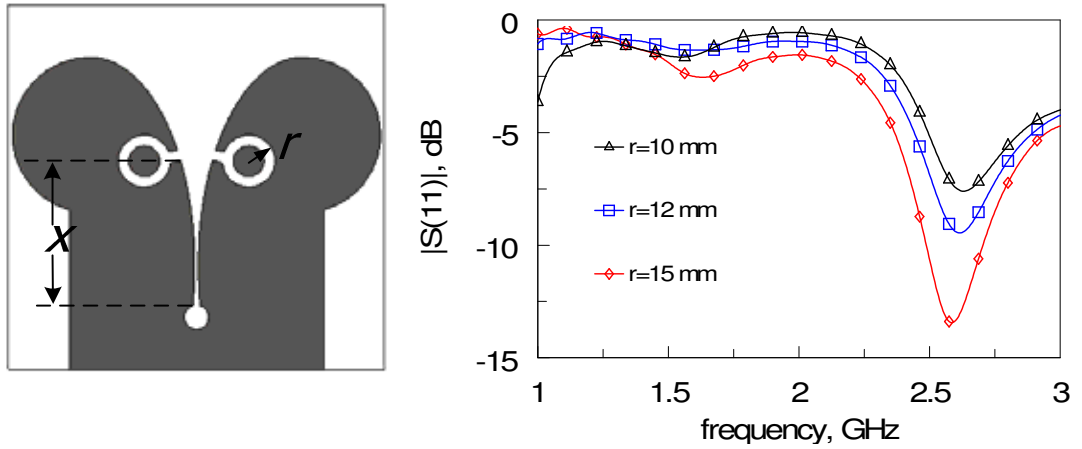 r
X
|S(11)|, dB
0
-5
-10
-15
r=10 mm
r=12 mm
r=15 mm
1
1.5
2
2.5
3
frequency, GHz